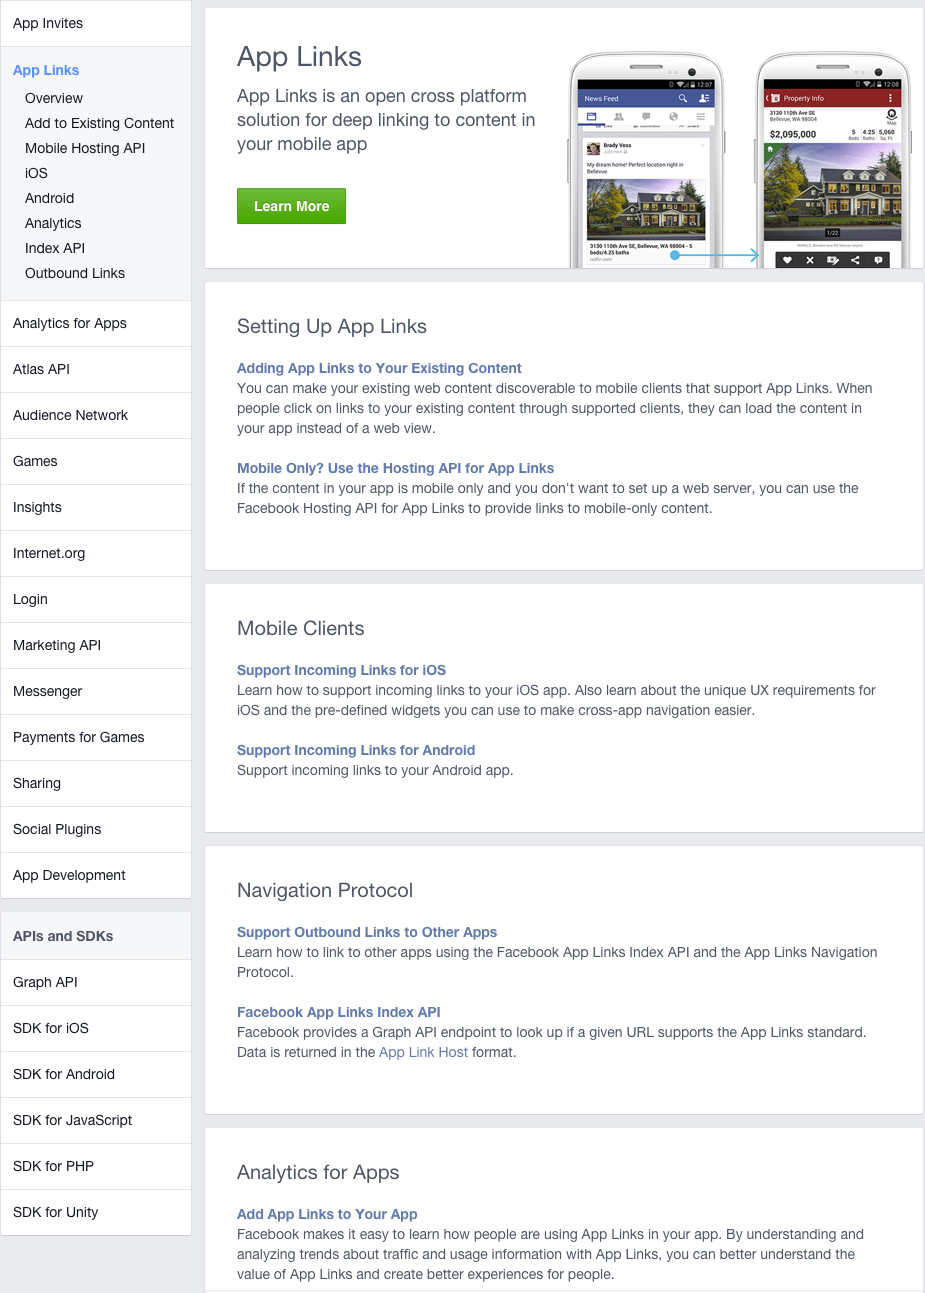 App Invites
App Links
Overview
Add to Existing Content
Mobile Hosting API
iOS
Android
Analytics
Index API
Outbound Links
Analytics for Apps
Atlas API
Audience Network
Games
Insights
Internet.org
Login
Marketing API
Messenger
Payments for Games
Sharing
Social Plugins
App Development
APIs and SDKs
Graph API
SDK for iOS
SDK for Android
SDK for JavaScript
SDK for PHP
SDK for Unity
App Links
App Links is an open cross platform
solution for deep linking to content in
your mobile app
Learn More
12:07
News Feed
Brady Voss
Just now
My dream home! Perfect location right in
Bellevue.
3130 110th Ave SE, Bellevue, WA 98004 - 5
beds/4.25 baths
redfin.com
12:08
Property Info
3130 110th Ave SE
Bellevue, WA 98004
Map
$2,095,000
5 4.25 5,060
Beds Baths Sq. Ft.
1/22
Setting Up App Links
Adding App Links to Your Existing Content
You can make your existing web content discoverable to mobile clients that support App Links. When
people click on links to your existing content through supported clients, they can load the content in
your app instead of a web view.
Mobile Only? Use the Hosting API for App Links
If the content in your app is mobile only and you don't want to set up a web server, you can use the
Facebook Hosting API for App Links to provide links to mobile-only content.
Mobile Clients
Support Incoming Links for iOS
Learn how to support incoming links to your iOS app. Also learn about the unique UX requirements for
iOS and the pre-defined widgets you can use to make cross-app navigation easier.
Support Incoming Links for Android
Support incoming links to your Android app.
Navigation Protocol
Support Outbound Links to Other Apps
Learn how to link to other apps using the Facebook App Links Index API and the App Links Navigation
Protocol.
Facebook App Links Index API
Facebook provides a Graph API endpoint to look up if a given URL supports the App Links standard.
Data is returned in the App Link Host format.
Analytics for Apps
Add App Links to Your App
Facebook makes it easy to learn how people are using App Links in your app. By understanding and
analyzing trends about traffic and usage information with App Links, you can better understand the
value of App Links and create better experiences for people.